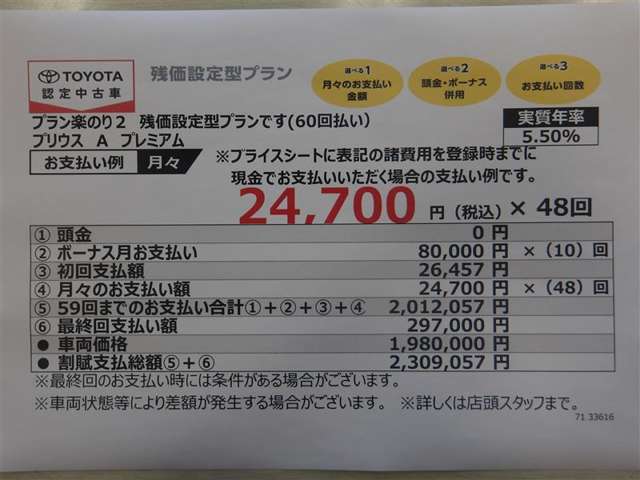 TOYOTA
認定中古車
残価設定型プラン
選べる1
月々のお支払い
金額
選べる2
頭金・ボーナス
併用
選べる3
お支払い回数
プラン楽のり2 残価設定型プランです(60回払い)
プリウス A プレミアム
実質年率
5.50%
お支払い例 月々
※プライスシートに表記の諸費用を登録時までに
現金でお支払いいただく場合の支払い例です。
24,700 円(税込)× 48回
① 頭金 0 円
② ボーナス月お支払い 80,000 円 ×(10)回
③ 初回支払額 26,457 円
④ 月々のお支払い額 24,700 円 ×(48)回
⑤ 59回までのお支払い合計①+②+③+④ 2,012,057 円
⑥ 最終回支払い額 297,000 円
● 車両価格 1,980,000 円
● 割賦支払総額⑤+⑥ 2,309,057 円
※最終回のお支払い時には条件がある場合がございます。
※車両状態等により差額が発生する場合がございます。 ※詳しくは店頭スタッフまで。
71 33616